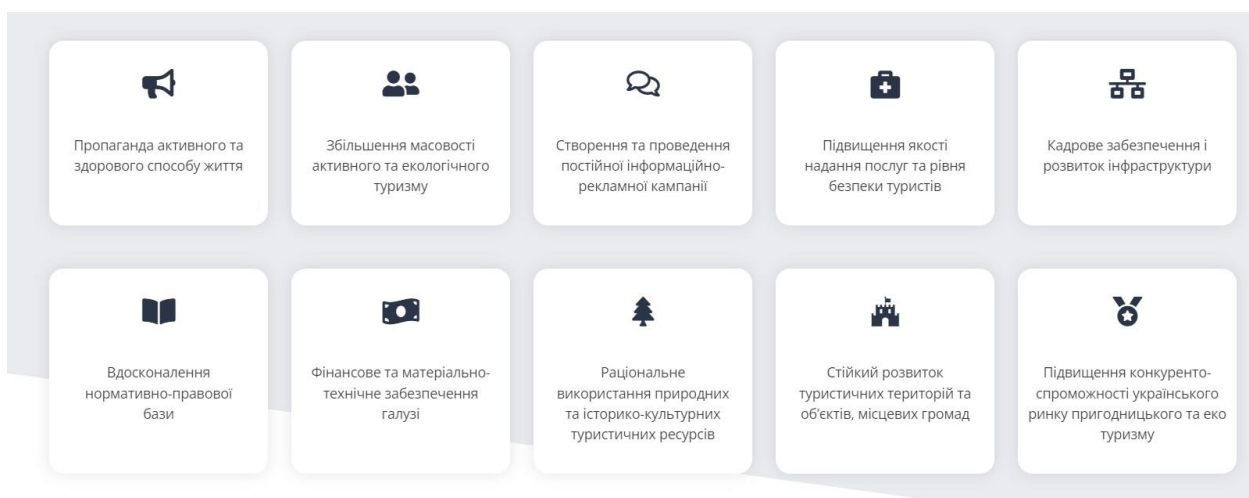 Пропаганда активного та
здорового способу життя
Збільшення масовості
активного та екологічного
туризму
Створення та проведення
постійної інформаційно-
рекламної кампанії
Підвищення якості
надання послуг та рівня
безпеки туристів
Кадрове забезпечення і
розвиток інфраструктури
Вдосконалення
нормативно-правової
бази
Фінансове та матеріально-
технічне забезпечення
галузі
Раціональне
використання природних
та історико-культурних
туристичних ресурсів
Стійкий розвиток
туристичних територій та
об'єктів, місцевих громад
Підвищення конкуренто-
спроможності українського
ринку пригодницького та еко
туризму